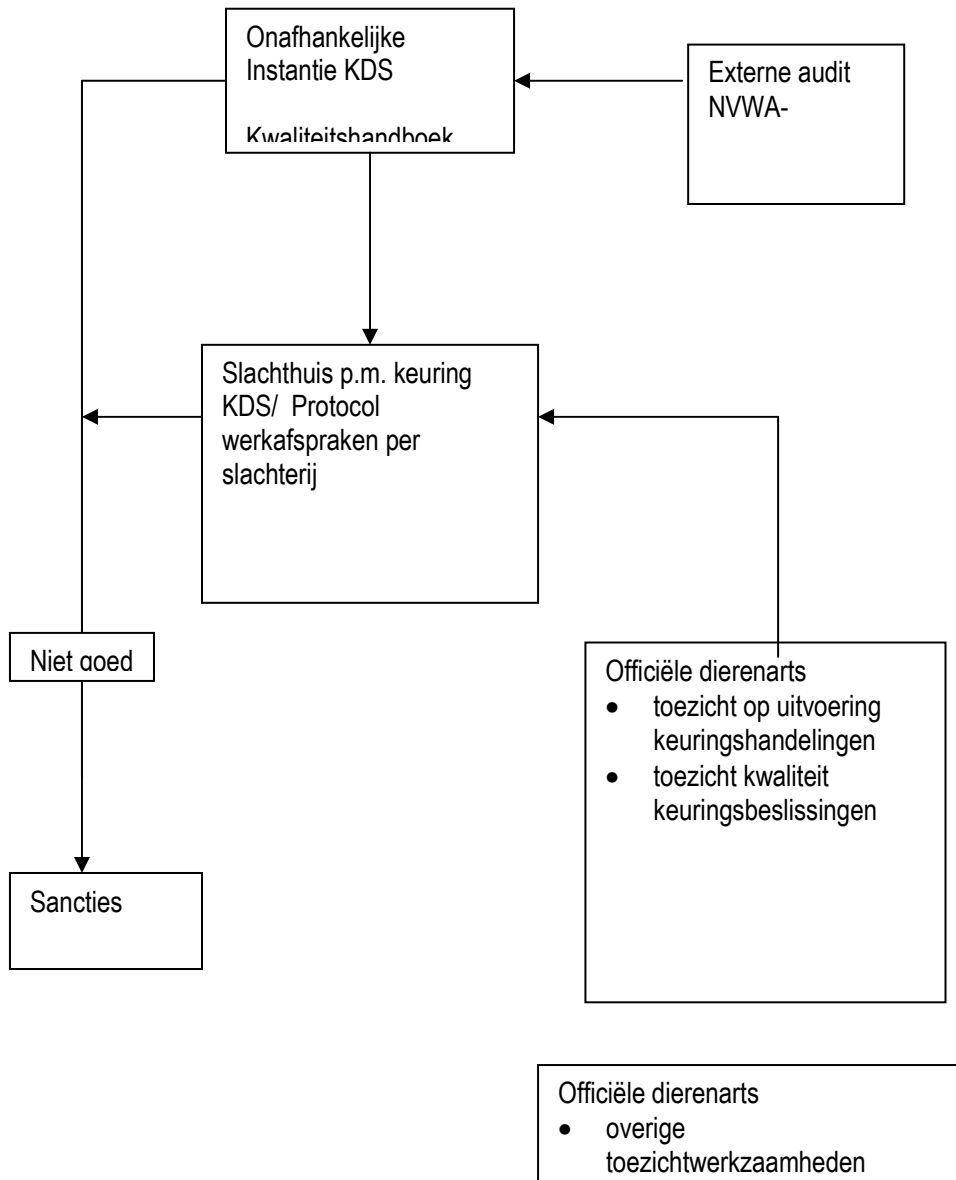 Onafhankelijke
Instantie KDS
Kwaliteitshandboek
Externe audit
NVWA-
Slachthuis p.m. keuring
KDS/ Protocol
werkafspraken per
slachterij
Niet goed
Officiële dierenarts
• toezicht op uitvoering
keuringshandelingen
• toezicht kwaliteit
keuringsbeslissingen
Sancties
Officiële dierenarts
• overige
toezichtwerkzaamheden